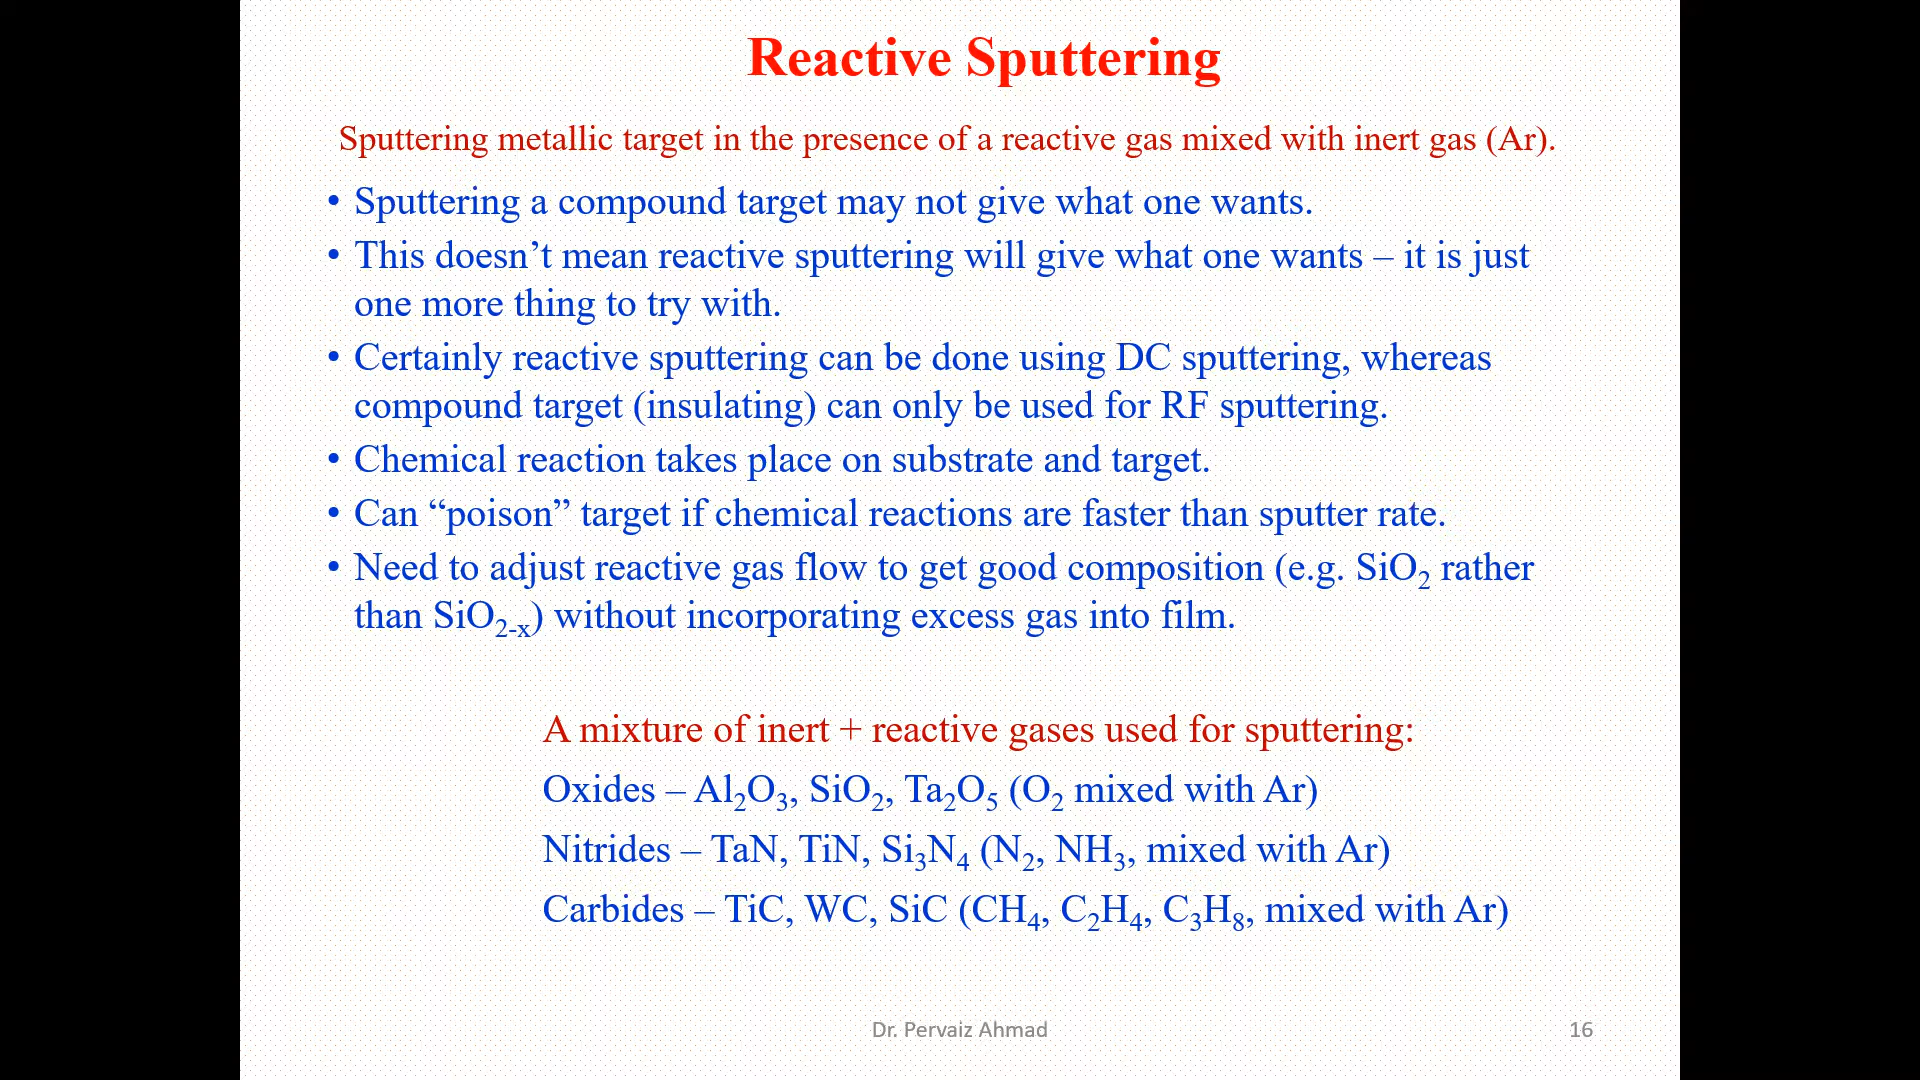 Reactive Sputtering
Sputtering metallic target in the presence of a reactive gas mixed with inert gas (Ar).
• Sputtering a compound target may not give what one wants.
• This doesn’t mean reactive sputtering will give what one wants – it is just
one more thing to try with.
• Certainly reactive sputtering can be done using DC sputtering, whereas
compound target (insulating) can only be used for RF sputtering.
• Chemical reaction takes place on substrate and target.
• Can “poison” target if chemical reactions are faster than sputter rate.
• Need to adjust reactive gas flow to get good composition (e.g. SiO₂ rather
than SiO₂₋ₓ) without incorporating excess gas into film.
A mixture of inert + reactive gases used for sputtering:
Oxides – Al₂O₃, SiO₂, Ta₂O₅ (O₂ mixed with Ar)
Nitrides – TaN, TiN, Si₃N₄ (N₂, NH₃, mixed with Ar)
Carbides – TiC, WC, SiC (CH₄, C₂H₄, C₃H₈, mixed with Ar)
Dr. Pervaiz Ahmad
16